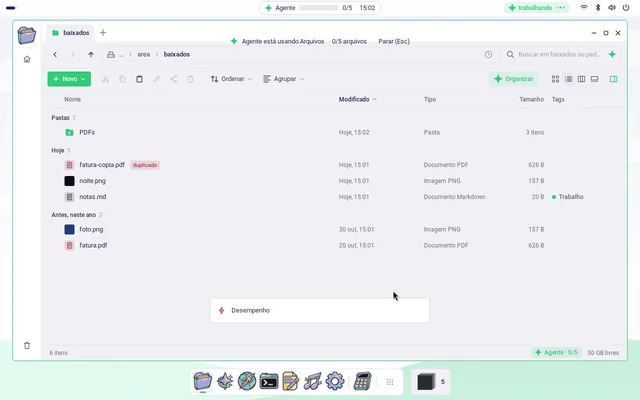 Agente 0/5 15:02
trabalhando
baixados
Agente está usando Arquivos · 0/5 arquivos Parar (Esc)
... area baixados
Buscar em baixados ou ped...
Novo
Ordenar
Agrupar
Organizar
Nome Modificado Tipo Tamanho Tags
Pastas 1
PDFs Hoje, 15:02 Pasta 3 itens
Hoje 3
fatura-copia.pdf duplicado Hoje, 15:01 Documento PDF 626 B
noite.png Hoje, 15:01 Imagem PNG 157 B
notas.md Hoje, 15:01 Documento Markdown 20 B Trabalho
Antes, neste ano 2
foto.png 30 out, 15:01 Imagem PNG 157 B
fatura.pdf 20 out, 15:01 Documento PDF 626 B
Desempenho
6 itens
Agente · 0/5
50 GB livres
5